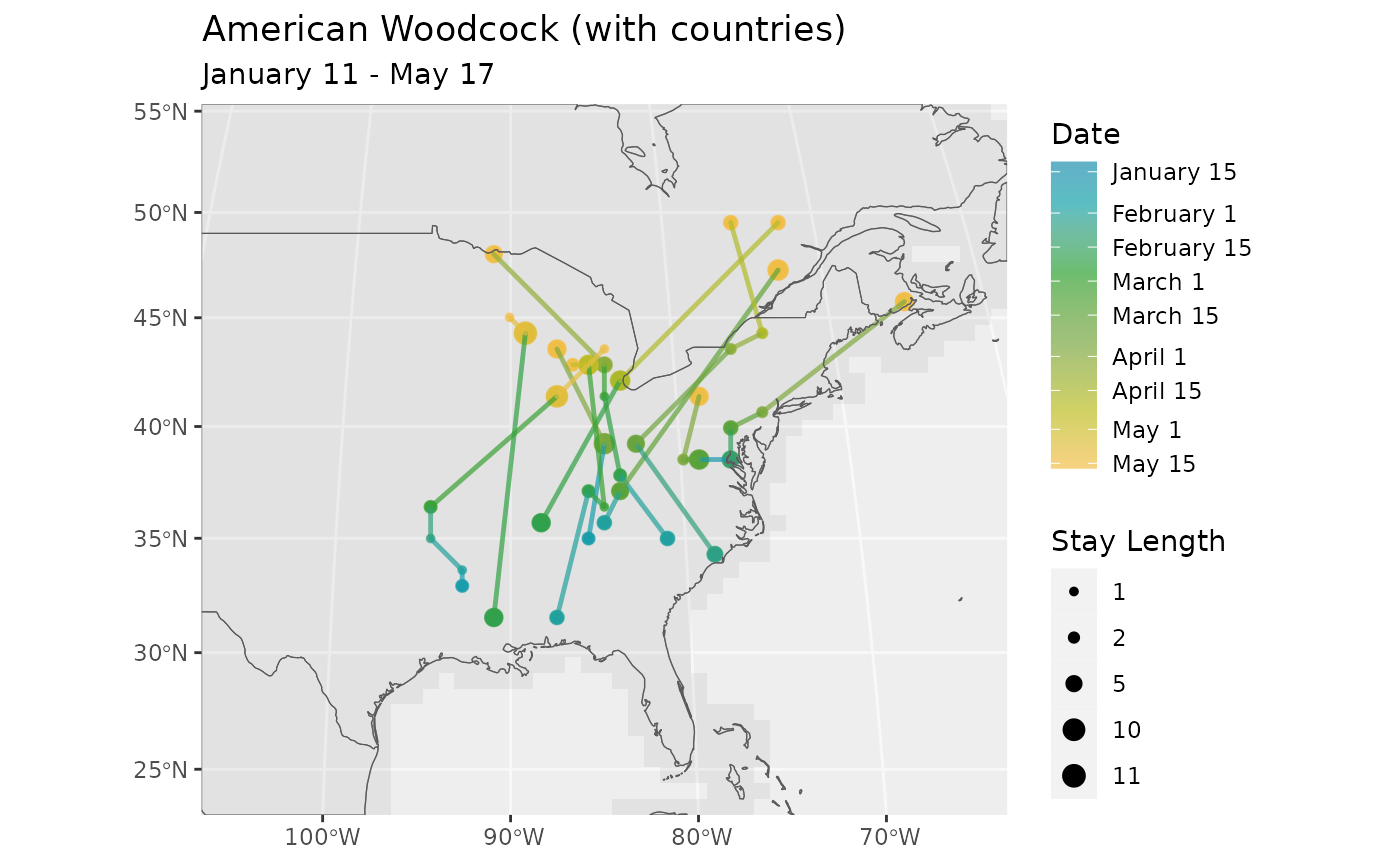 American Woodcock (with countries)
January 11 - May 17
55°N
50°N
45°N
40°N
35°N
30°N
25°N
100°W
90°W
80°W
70°W
Date
January 15
February 1
February 15
March 1
March 15
April 1
April 15
May 1
May 15
Stay Length
1
2
5
10
11